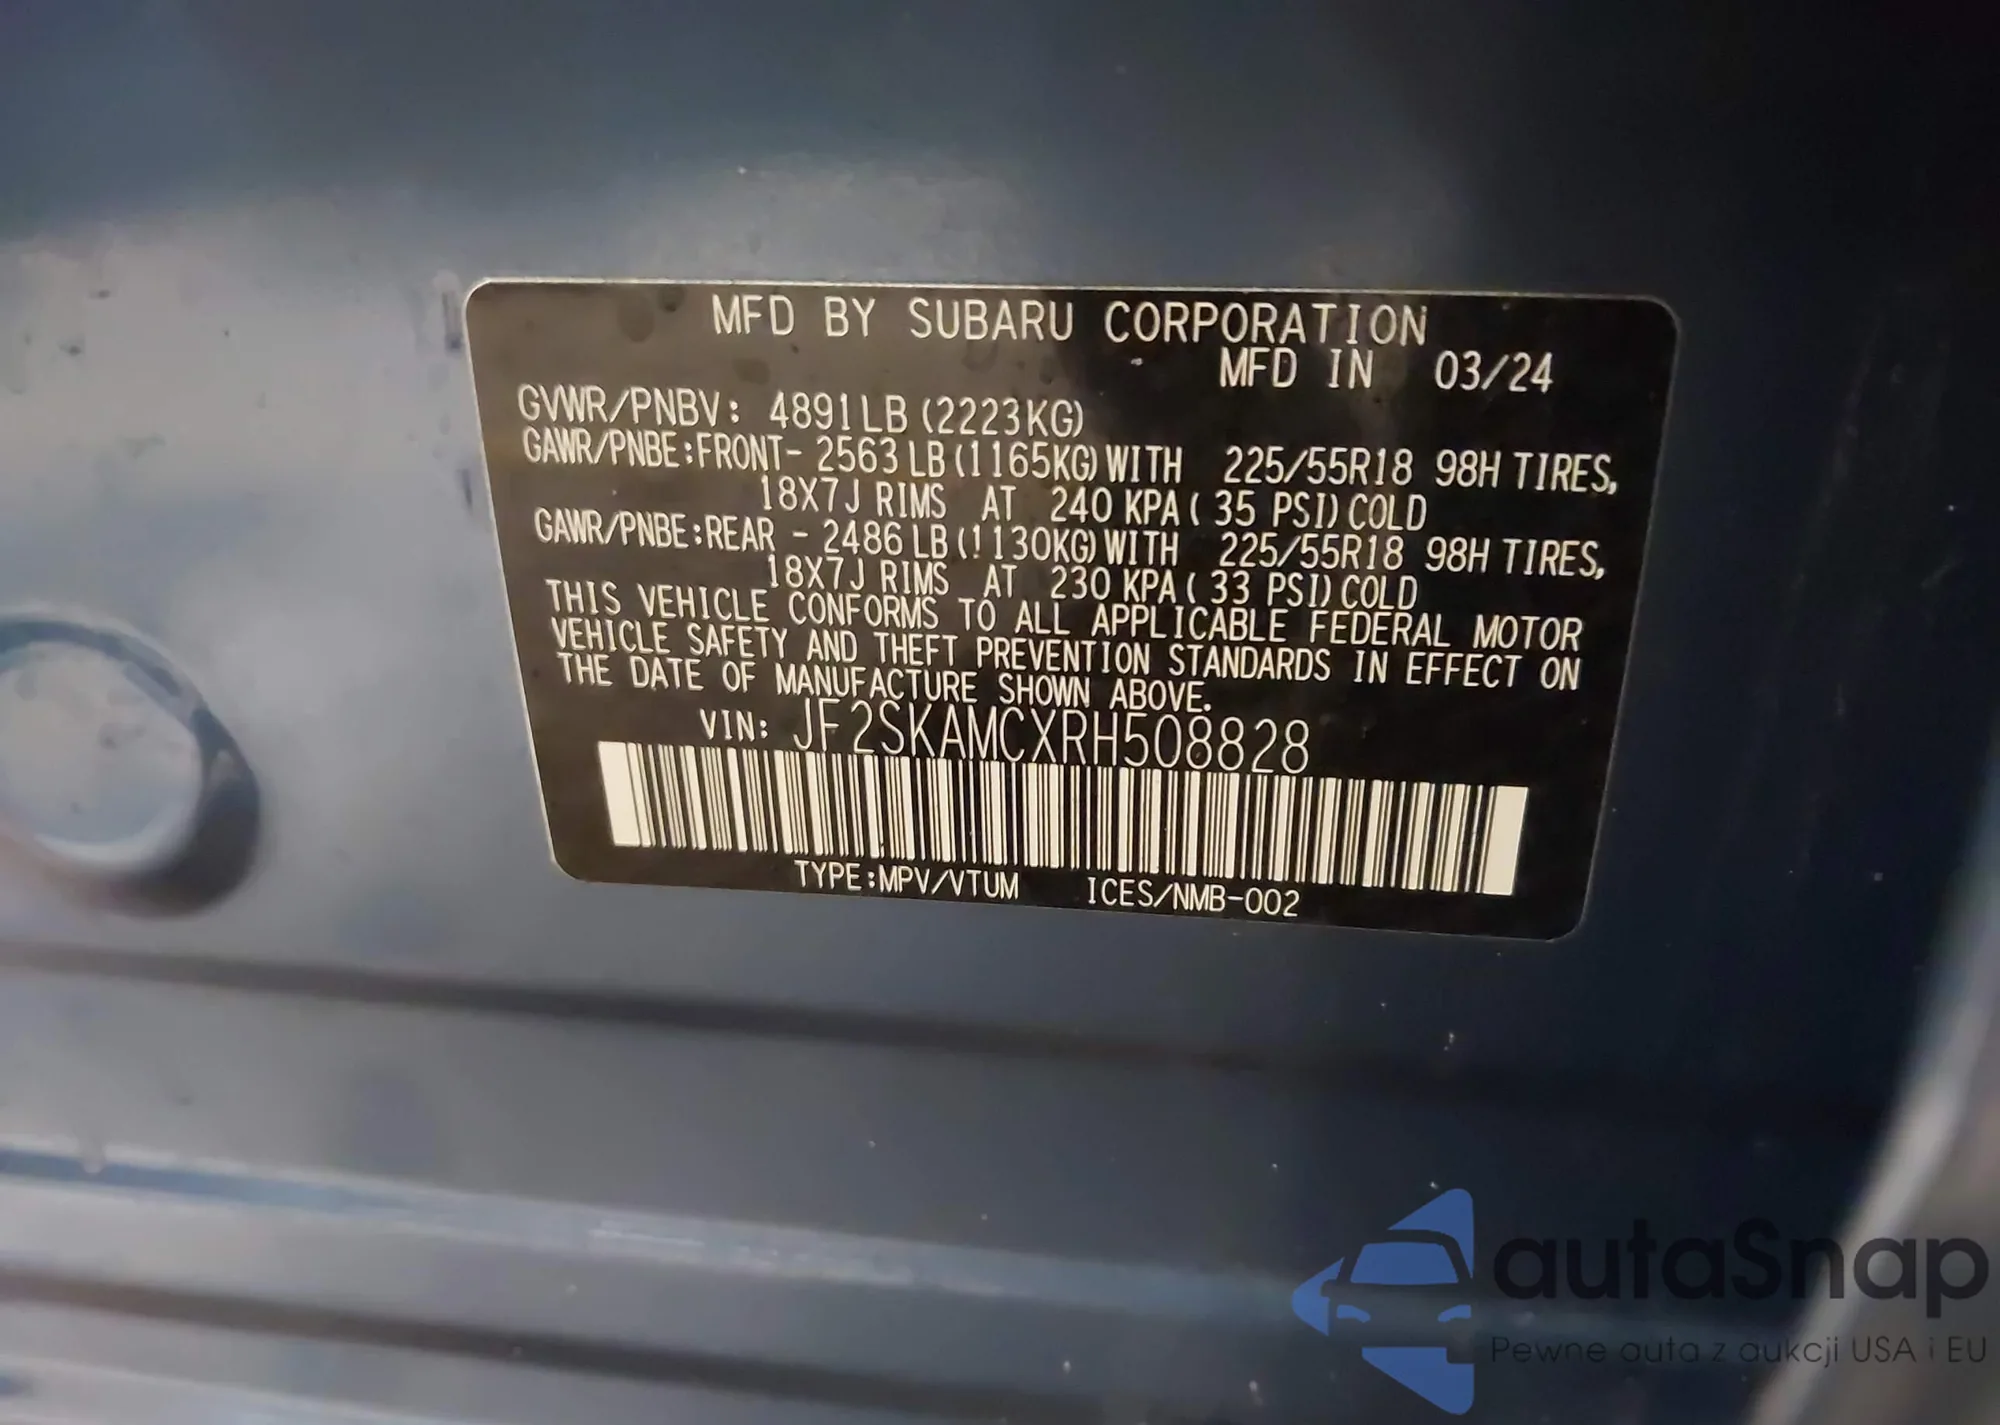 MFD BY SUBARU CORPORATION
MFD IN 03/24
GVWR/PNBV: 4891LB (2223KG)
GAWR/PNBE:FRONT- 2563 LB (1165KG) WITH 225/55R18 98H TIRES,
18X7J RIMS AT 240 KPA ( 35 PSI) COLD
GAWR/PNBE:REAR - 2486 LB (1130KG) WITH 225/55R18 98H TIRES,
18X7J RIMS AT 230 KPA ( 33 PSI) COLD
THIS VEHICLE CONFORMS TO ALL APPLICABLE FEDERAL MOTOR
VEHICLE SAFETY AND THEFT PREVENTION STANDARDS IN EFFECT ON
THE DATE OF MANUFACTURE SHOWN ABOVE.
VIN: JF2SKAMCXRH508828
TYPE:MPV/VTUM ICES/NMB-002
autaSnap
Pewne auta z aukcji USA i EU